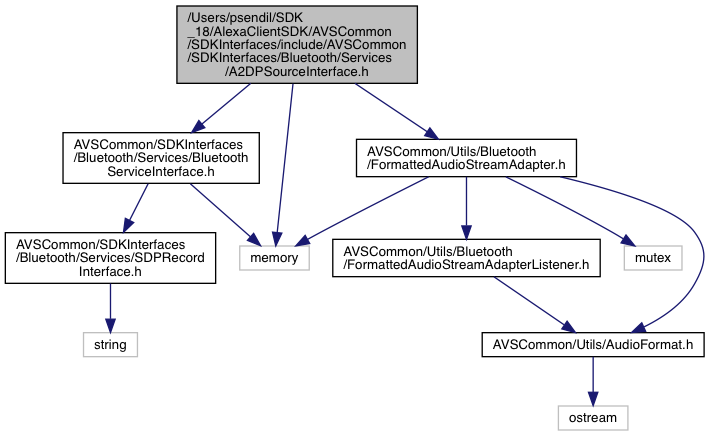 /Users/psendil/SDK
_18/AlexaClientSDK/AVSCommon
/SDKInterfaces/include/AVSCommon
/SDKInterfaces/Bluetooth/Services
/A2DPSourceInterface.h
AVSCommon/SDKInterfaces
/Bluetooth/Services/Bluetooth
ServiceInterface.h
AVSCommon/Utils/Bluetooth
/FormattedAudioStreamAdapter.h
AVSCommon/SDKInterfaces
/Bluetooth/Services/SDPRecord
Interface.h
memory
AVSCommon/Utils/Bluetooth
/FormattedAudioStreamAdapterListener.h
mutex
string
AVSCommon/Utils/AudioFormat.h
ostream